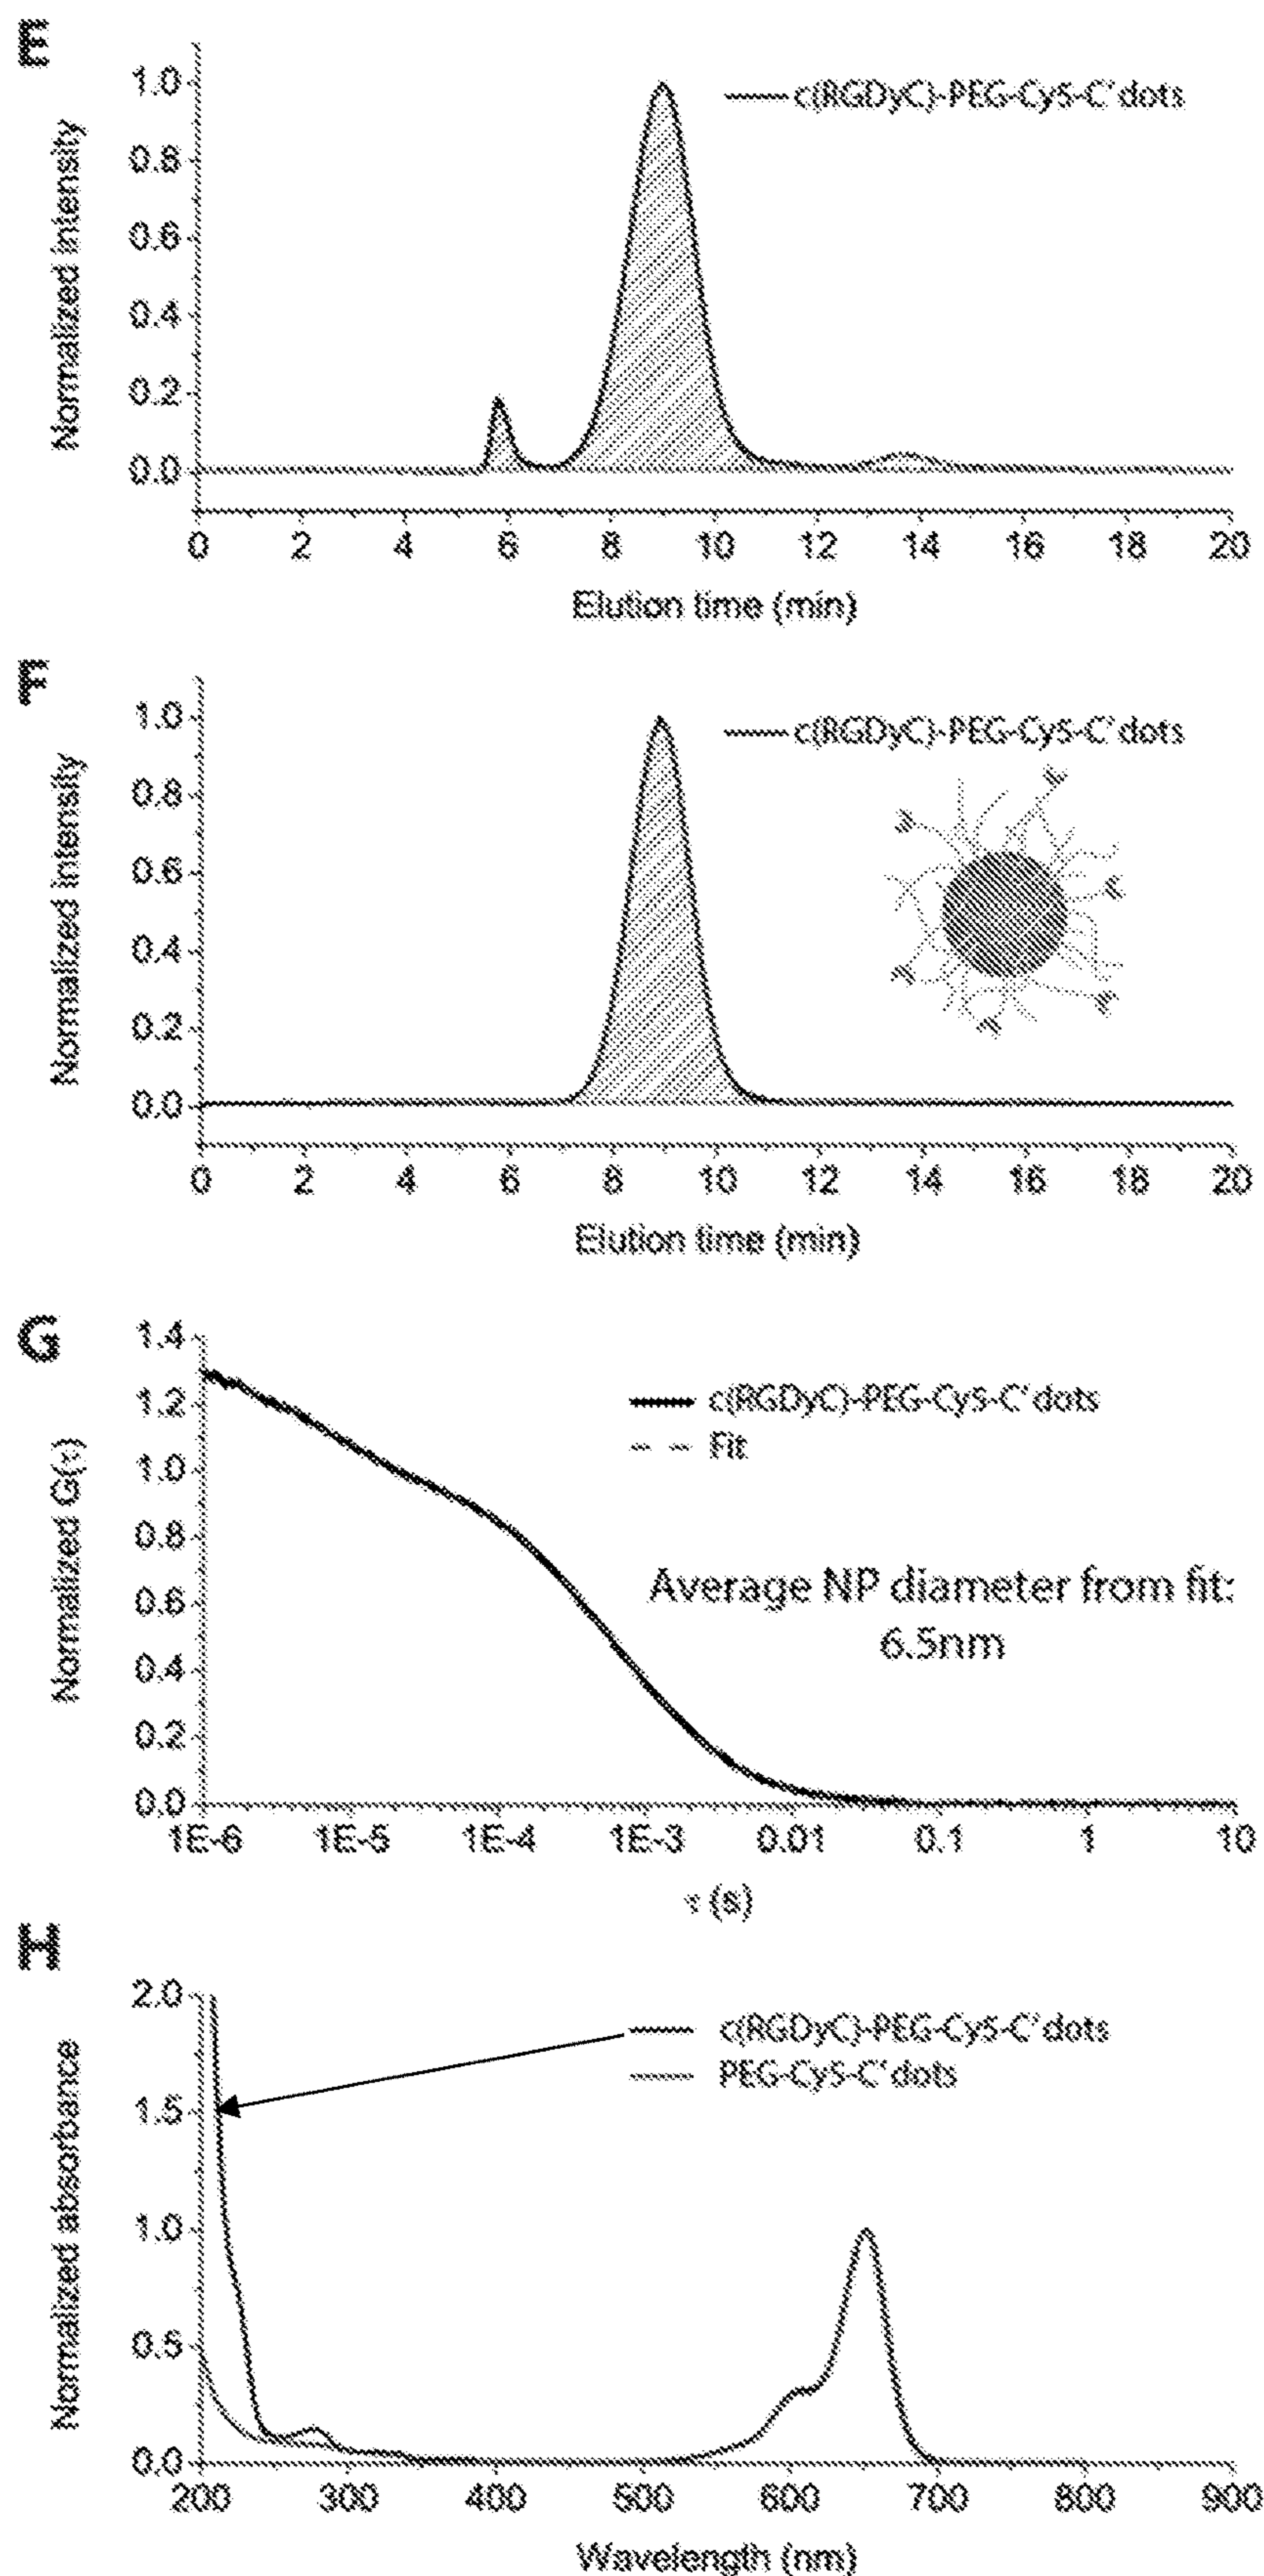 E
1.0
c(RGDyC)-PEG-Cy5-C'dots
0.8
0.6
0.4
0.2
0.0
Normalized intensity
0 2 4 6 8 10 12 14 16 18 20
Elution time (min)
F
1.0
c(RGDyC)-PEG-Cy5-C'dots
0.8
0.6
0.4
0.2
0.0
Normalized intensity
0 2 4 6 8 10 12 14 16 18 20
Elution time (min)
G
1.4
1.2
1.0
0.8
0.6
0.4
0.2
0.0
Normalized G(τ)
c(RGDyC)-PEG-Cy5-C'dots
Fit
Average NP diameter from fit:
6.5nm
1E-6 1E-5 1E-4 1E-3 0.01 0.1 1 10
τ (s)
H
2.0
1.5
1.0
0.5
0.0
Normalized absorbance
c(RGDyC)-PEG-Cy5-C'dots
PEG-Cy5-C'dots
200 300 400 500 600 700 800 900
Wavelength (nm)